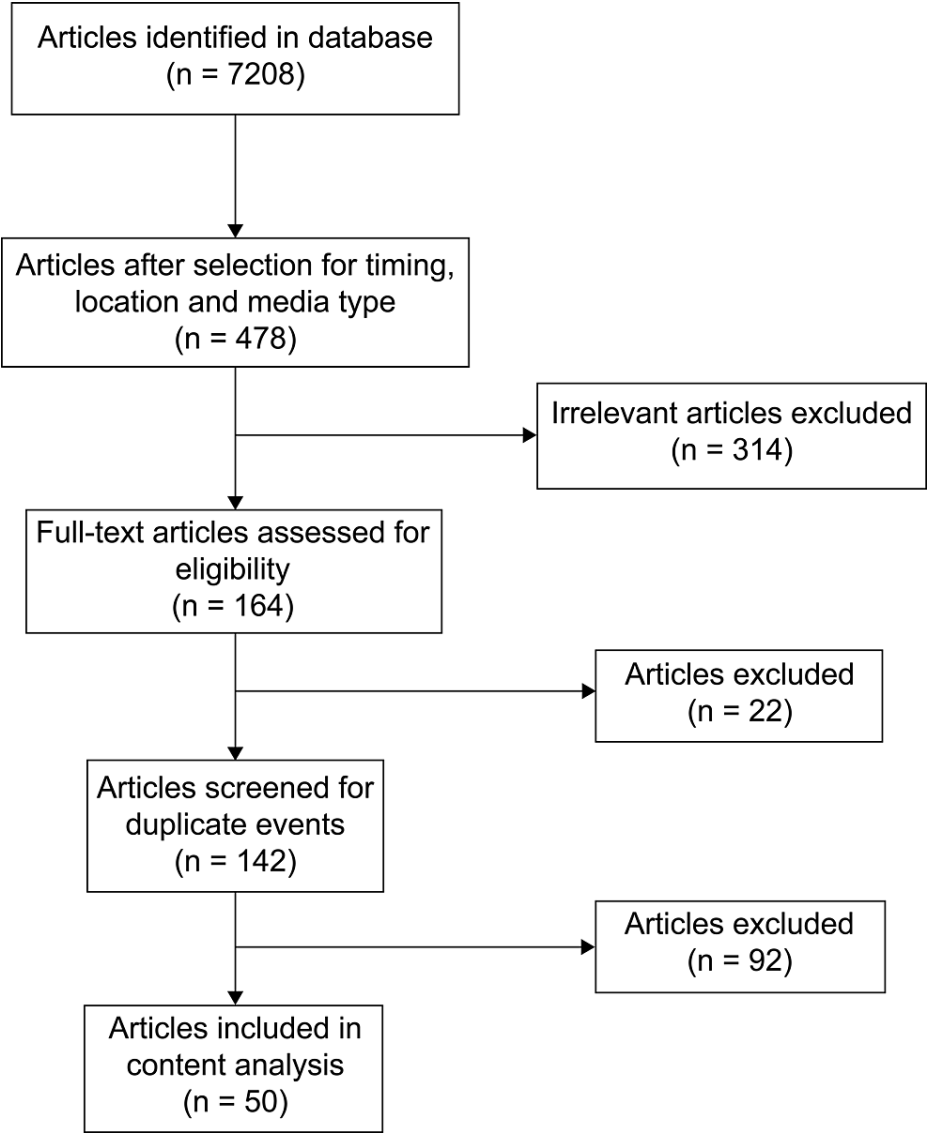 Articles identified in database
(n = 7208)
Articles after selection for timing,
location and media type
(n = 478)
Irrelevant articles excluded
(n = 314)
Full-text articles assessed for
eligibility
(n = 164)
Articles excluded
(n = 22)
Articles screened for
duplicate events
(n = 142)
Articles excluded
(n = 92)
Articles included in
content analysis
(n = 50)